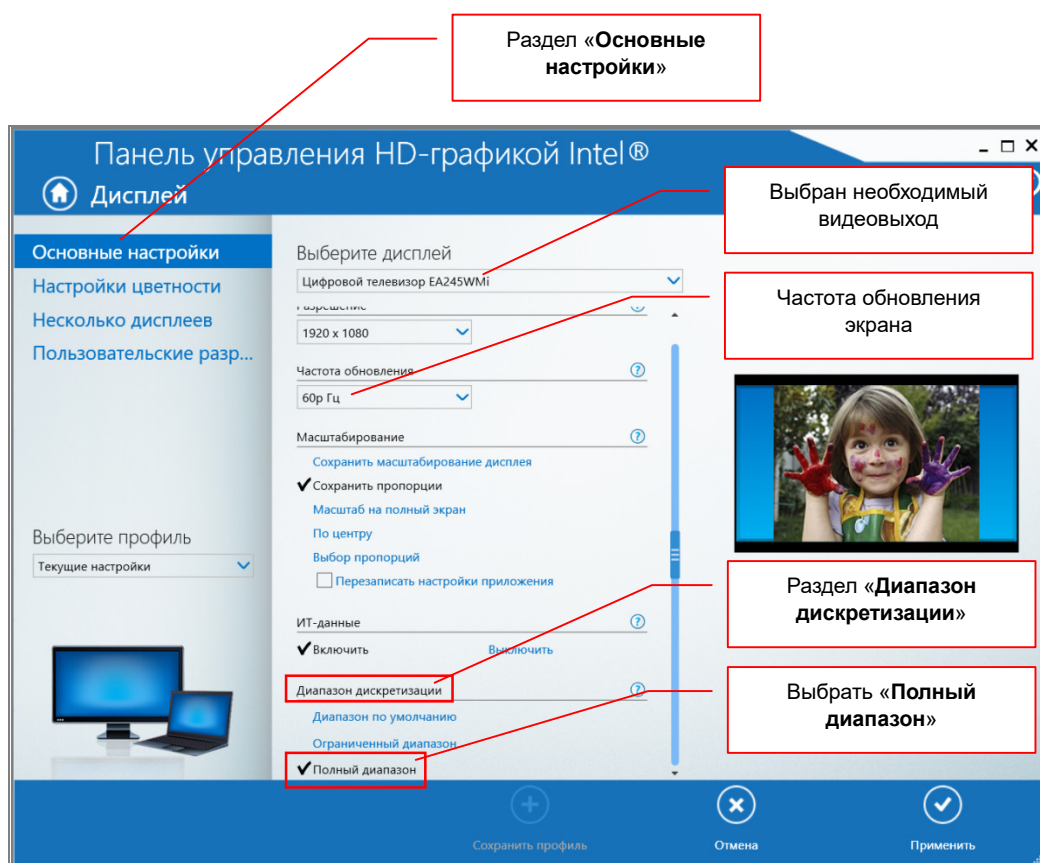 Раздел «Основные
настройки»
Панель управления HD-графикой Intel®
Дисплей
Выбран необходимый
видеовыход
Основные настройки
Настройки цветности
Несколько дисплеев
Пользовательские разр...
Выберите дисплей
Цифровой телевизор EA245WMi
Разрешение
1920 x 1080
Частота обновления
экрана
Частота обновления
60p Гц
Масштабирование
Сохранить масштабирование дисплея
Сохранить пропорции
Масштаб на полный экран
По центру
Выбор пропорций
Перезаписать настройки приложения
Выберите профиль
Текущие настройки
Раздел «Диапазон
дискретизации»
ИТ-данные
Включить
Выключить
Диапазон дискретизации
Диапазон по умолчанию
Ограниченный диапазон
Полный диапазон
Выбрать «Полный
диапазон»
Сохранить профиль
Отмена
Применить